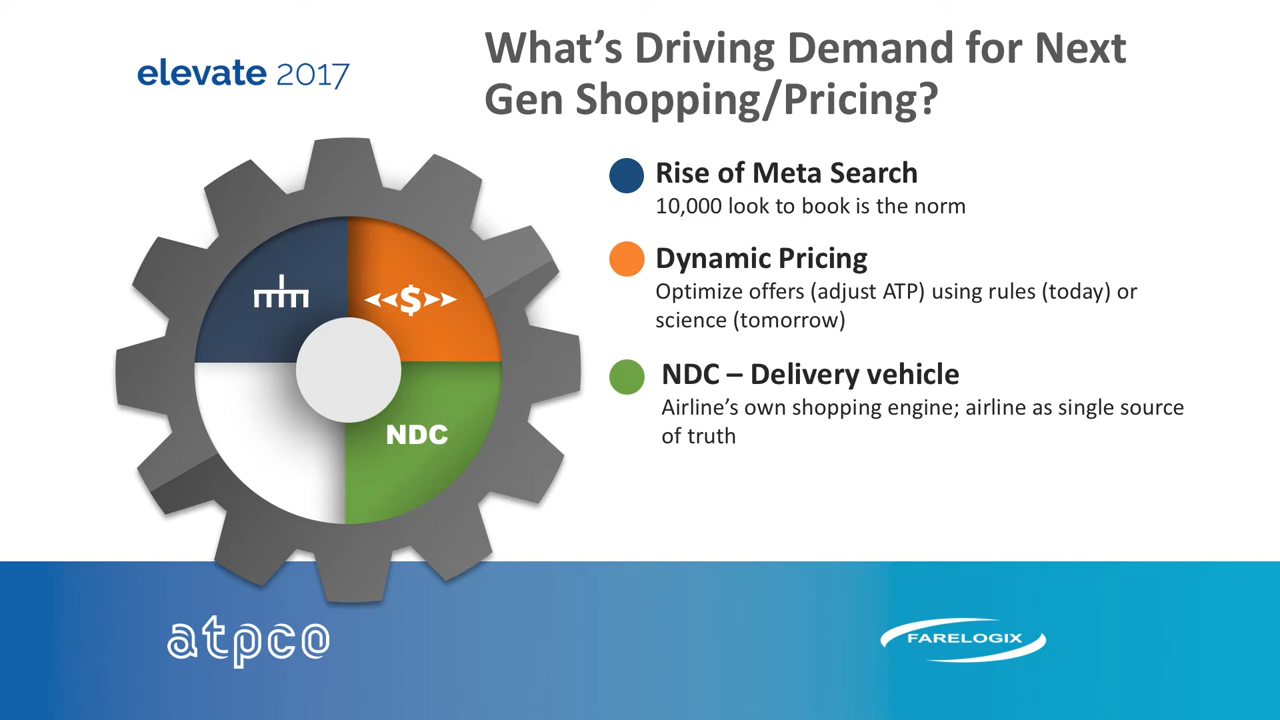 elevate 2017
What's Driving Demand for Next
Gen Shopping/Pricing?
Rise of Meta Search
10,000 look to book is the norm
Dynamic Pricing
Optimize offers (adjust ATP) using rules (today) or
science (tomorrow)
NDC – Delivery vehicle
Airline's own shopping engine; airline as single source
of truth
$
NDC
atpco
FARELOGIX